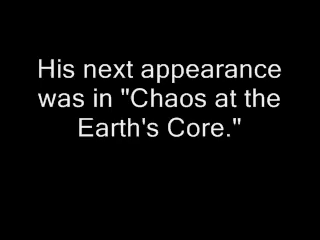 His next appearance
was in "Chaos at the
Earth's Core."